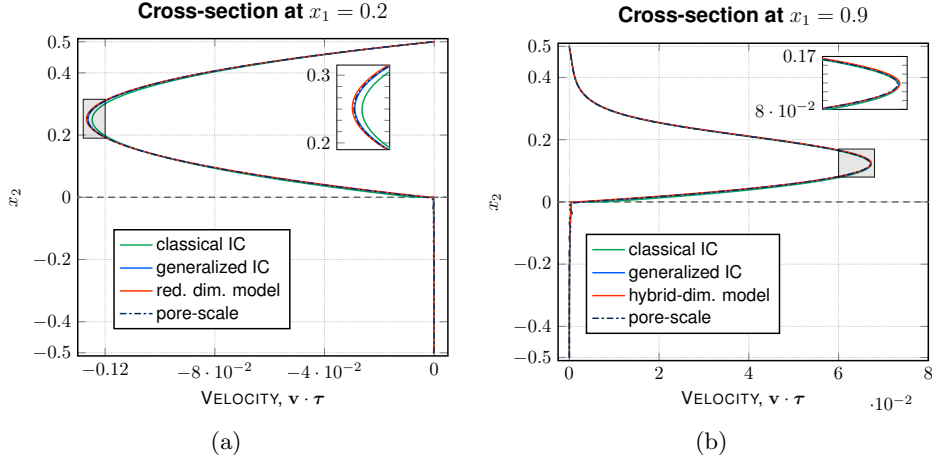 Cross-section at x₁ = 0.2
0.5
0.4
0.2
0
−0.2
−0.4
−0.5
x₂
0.3
0.2
classical IC
generalized IC
red. dim. model
pore-scale
−0.12
−8 · 10⁻²
−4 · 10⁻²
0
VELOCITY, v · τ
(a)
Cross-section at x₁ = 0.9
0.5
0.4
0.2
0
−0.2
−0.4
−0.5
x₂
0.17
8 · 10⁻²
classical IC
generalized IC
hybrid-dim. model
pore-scale
0
2
4
6
8
·10⁻²
VELOCITY, v · τ
(b)